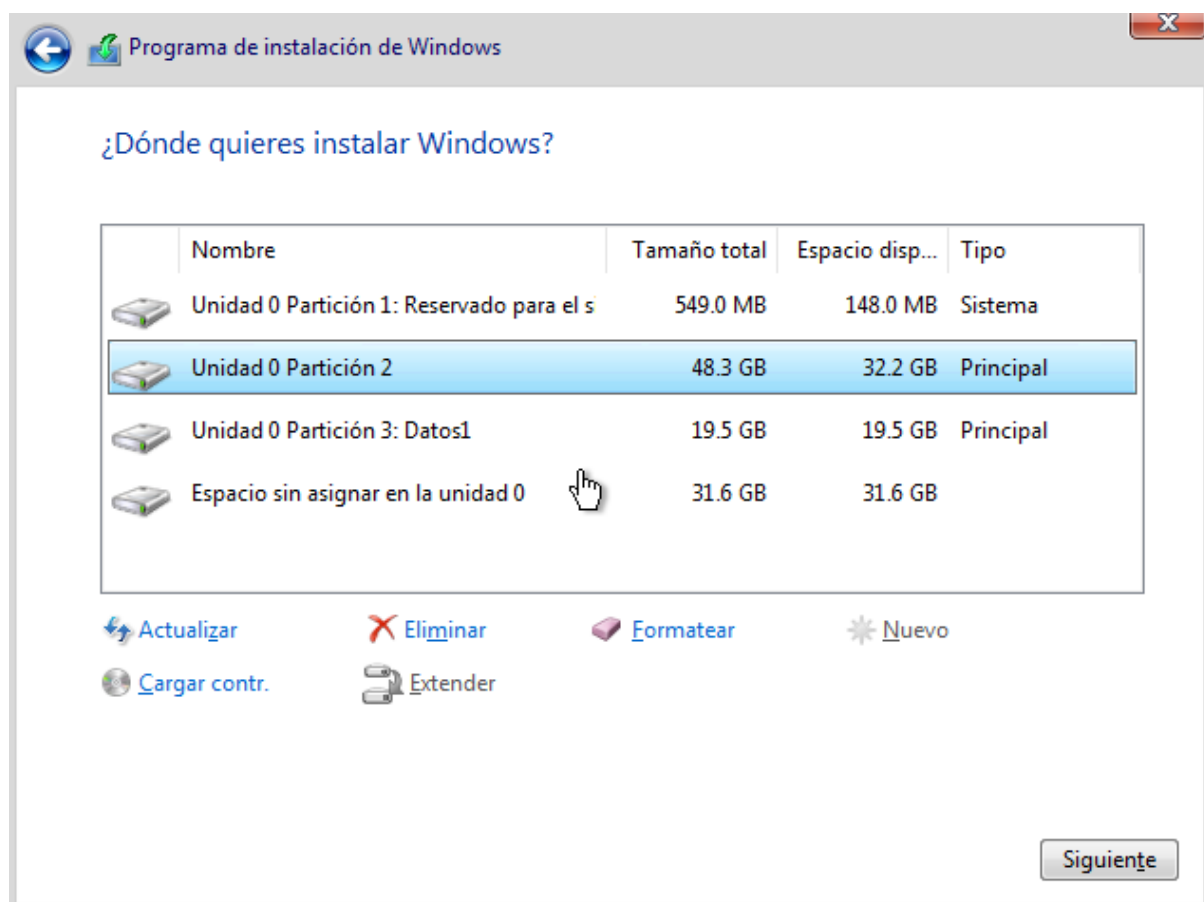 Programa de instalación de Windows
¿Dónde quieres instalar Windows?
Nombre Tamaño total Espacio disp... Tipo
Unidad 0 Partición 1: Reservado para el s 549.0 MB 148.0 MB Sistema
Unidad 0 Partición 2 48.3 GB 32.2 GB Principal
Unidad 0 Partición 3: Datos1 19.5 GB 19.5 GB Principal
Espacio sin asignar en la unidad 0 31.6 GB 31.6 GB
Actualizar Eliminar Formatear Nuevo
Cargar contr. Extender
Siguiente